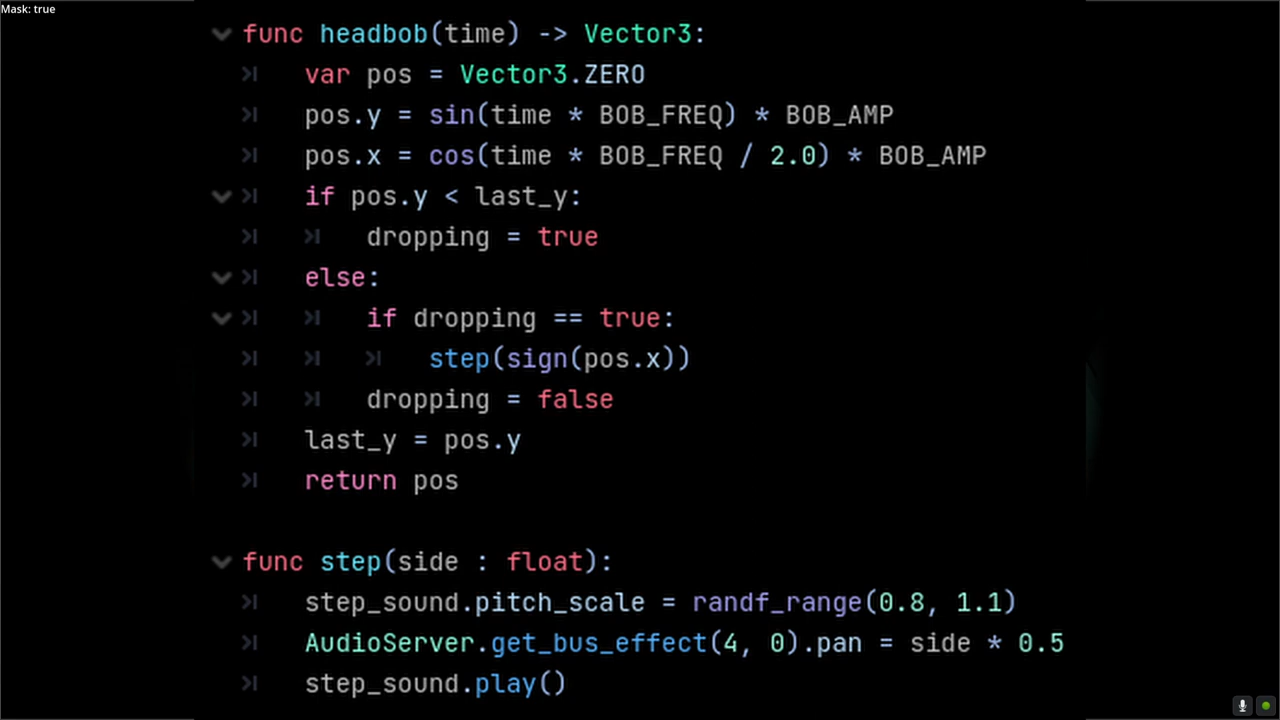 Mask: true
func headbob(time) -> Vector3:
var pos = Vector3.ZERO
pos.y = sin(time * BOB_FREQ) * BOB_AMP
pos.x = cos(time * BOB_FREQ / 2.0) * BOB_AMP
if pos.y < last_y:
dropping = true
else:
if dropping == true:
step(sign(pos.x))
dropping = false
last_y = pos.y
return pos
func step(side : float):
step_sound.pitch_scale = randf_range(0.8, 1.1)
AudioServer.get_bus_effect(4, 0).pan = side * 0.5
step_sound.play()